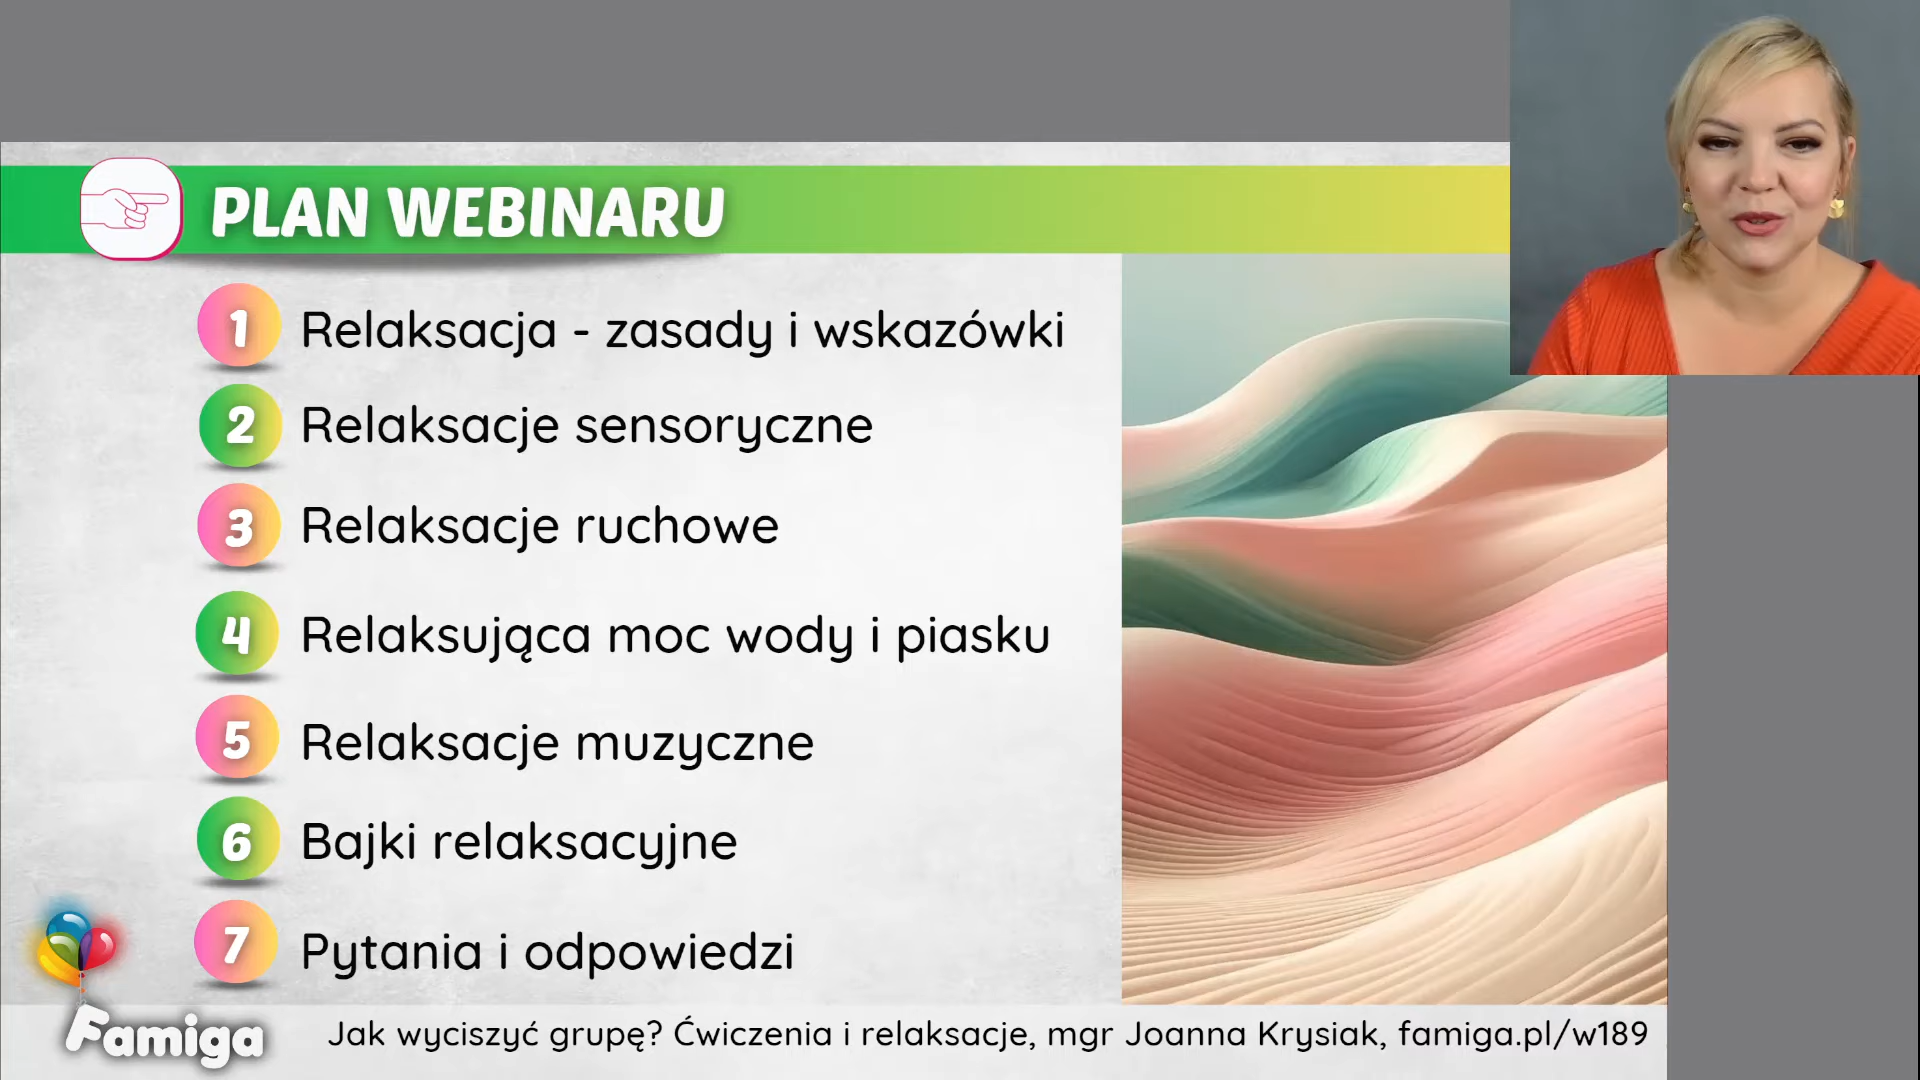 PLAN WEBINARU
1 Relaksacja - zasady i wskazówki
2 Relaksacje sensoryczne
3 Relaksacje ruchowe
4 Relaksująca moc wody i piasku
5 Relaksacje muzyczne
6 Bajki relaksacyjne
7 Pytania i odpowiedzi
Famiga
Jak wyciszyć grupę? Ćwiczenia i relaksacje, mgr Joanna Krysiak, famiga.pl/w189